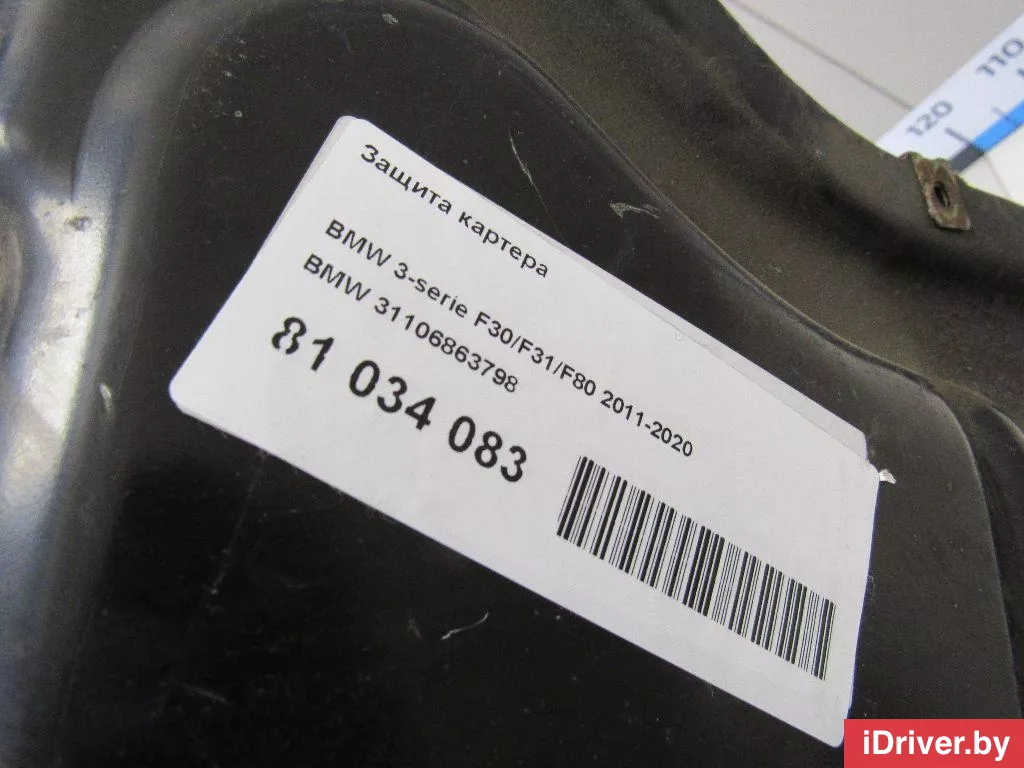 Защита картера
BMW 3-serie F30/F31/F80 2011-2020
BMW 31106863798
81 034 083
120
110
iDriver.by